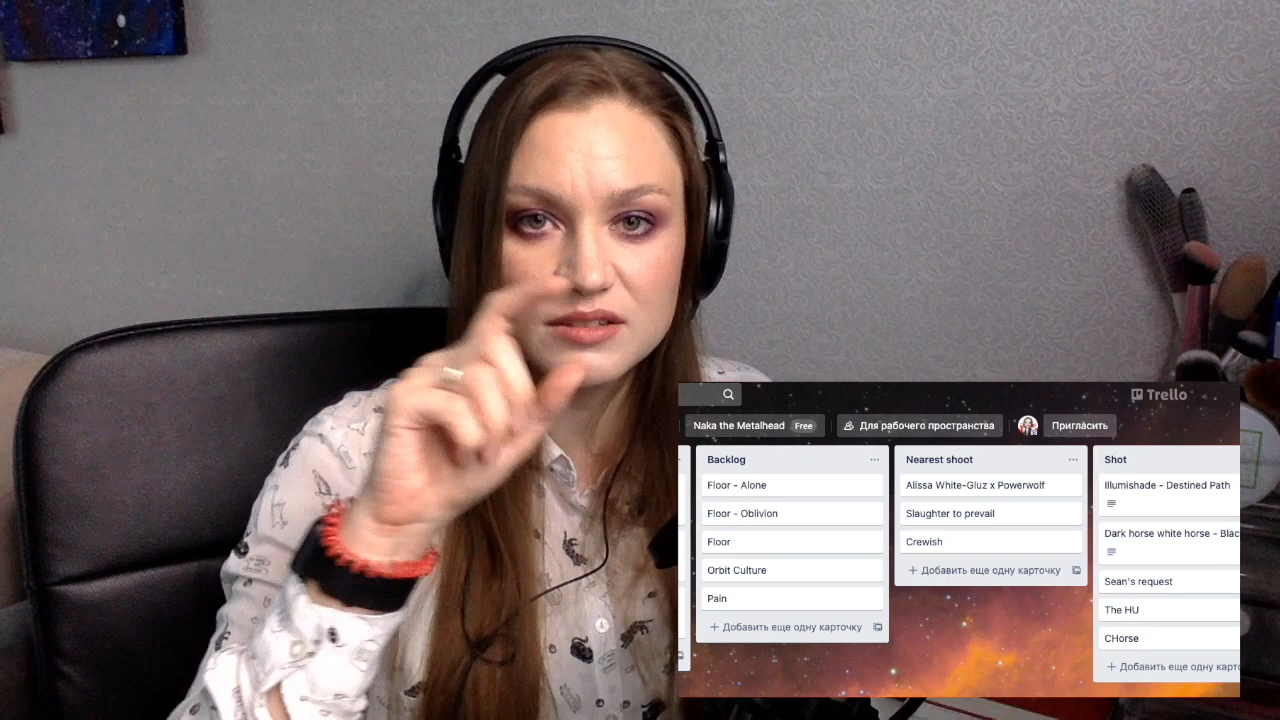 Trello
Naka the Metalhead Free Для рабочего пространства Пригласить
Backlog
Floor - Alone
Floor - Oblivion
Floor
Orbit Culture
Pain
+ Добавить еще одну карточку
Nearest shoot
Alissa White-Gluz x Powerwolf
Slaughter to prevail
Crewish
+ Добавить еще одну карточку
Shot
Illumishade - Destined Path
Dark horse white horse - Blac
Sean's request
The HU
CHorse
+ Добавить еще одну карто